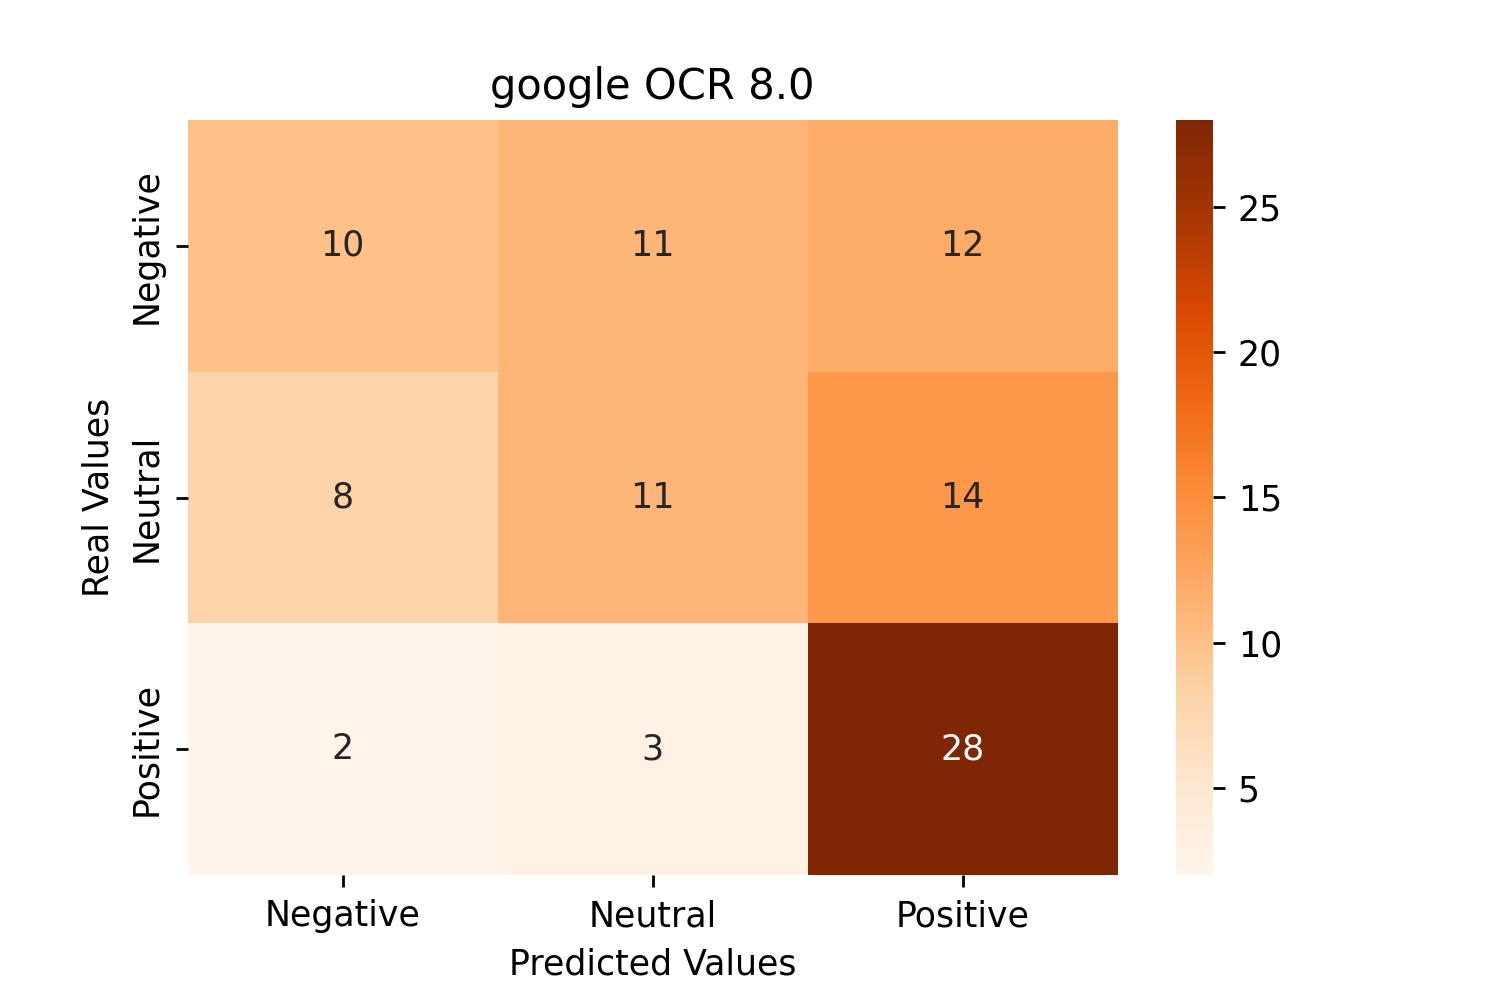 google OCR 8.0
Real Values
Negative
10 11 12
Neutral
8 11 14
Positive
2 3 28
Negative Neutral Positive
Predicted Values
25
20
15
10
5